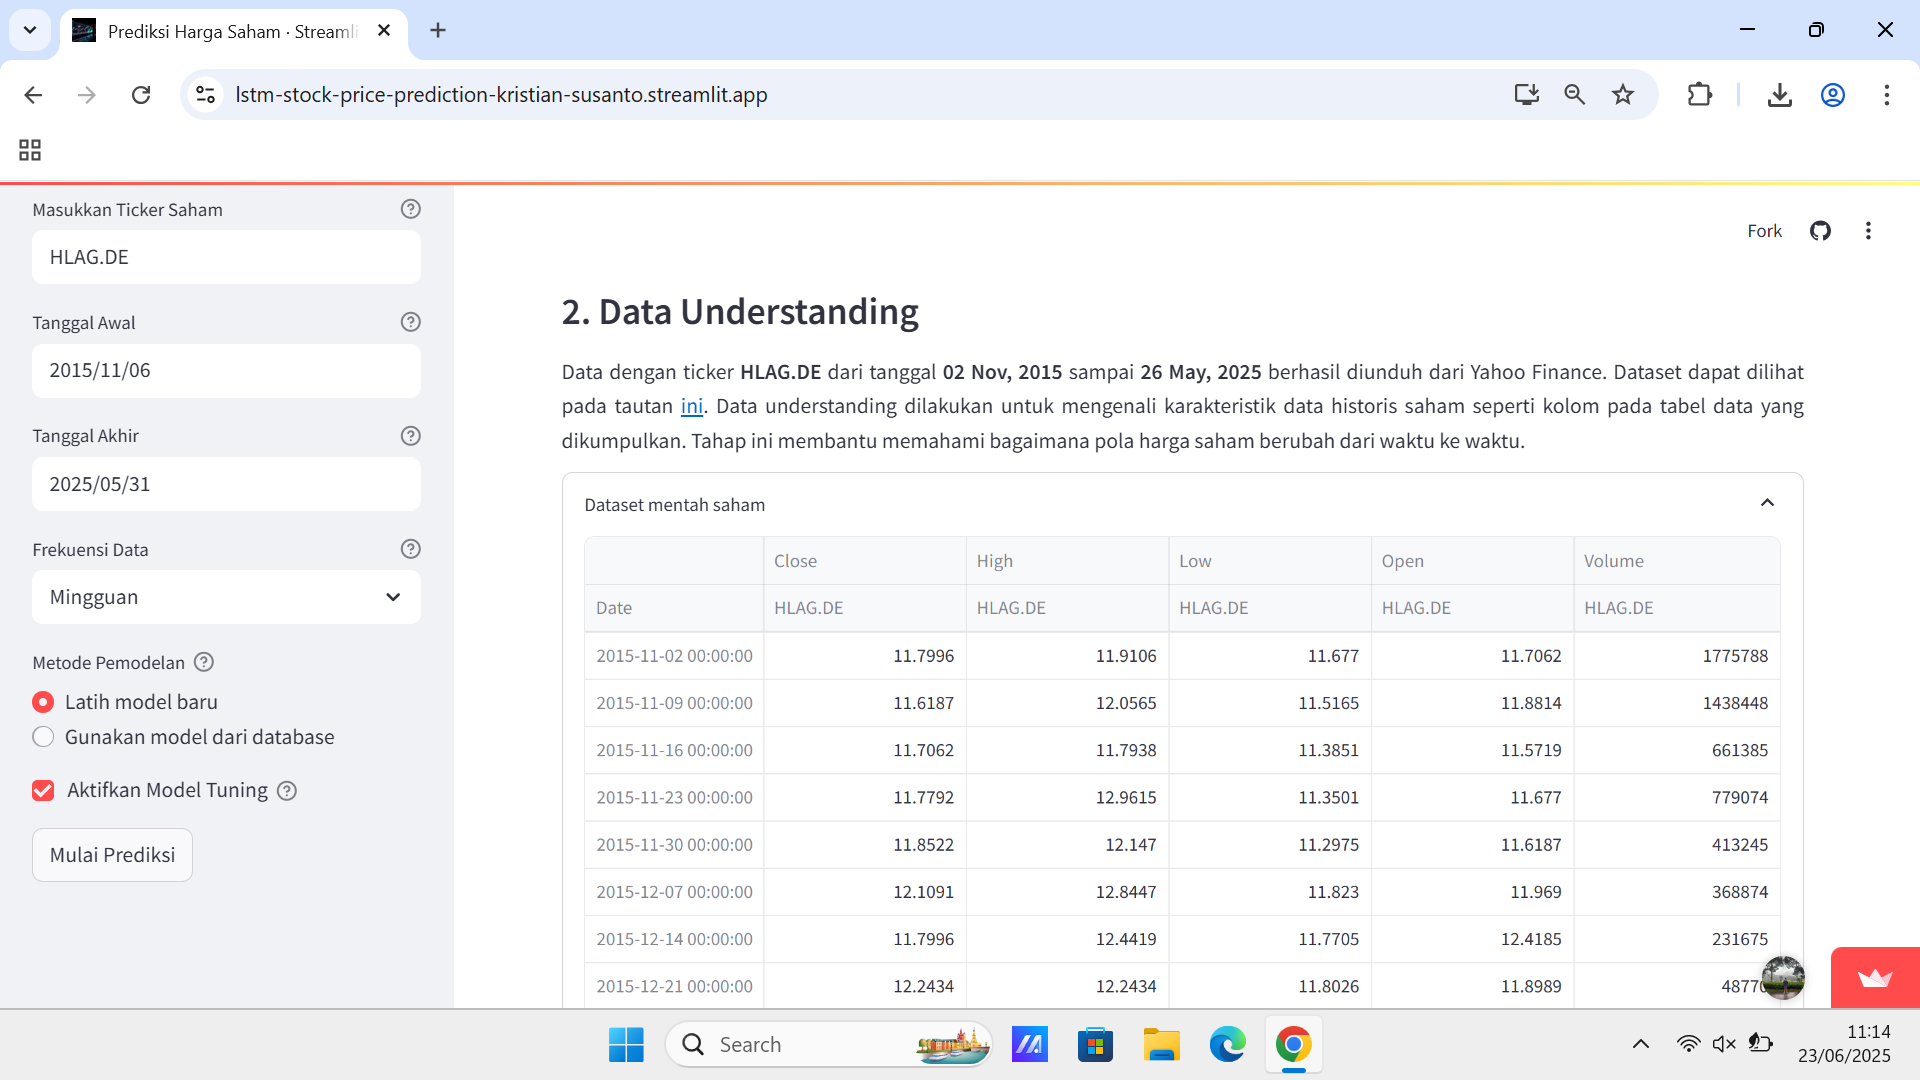 Prediksi Harga Saham · Streamli
lstm-stock-price-prediction-kristian-susanto.streamlit.app
Masukkan Ticker Saham
HLAG.DE
Tanggal Awal
2015/11/06
Tanggal Akhir
2025/05/31
Frekuensi Data
Mingguan
Metode Pemodelan
Latih model baru
Gunakan model dari database
Aktifkan Model Tuning
Mulai Prediksi
Fork
2. Data Understanding
Data dengan ticker HLAG.DE dari tanggal 02 Nov, 2015 sampai 26 May, 2025 berhasil diunduh dari Yahoo Finance. Dataset dapat dilihat
pada tautan ini. Data understanding dilakukan untuk mengenali karakteristik data historis saham seperti kolom pada tabel data yang
dikumpulkan. Tahap ini membantu memahami bagaimana pola harga saham berubah dari waktu ke waktu.
Dataset mentah saham
Close High Low Open Volume
Date HLAG.DE HLAG.DE HLAG.DE HLAG.DE HLAG.DE
2015-11-02 00:00:00 11.7996 11.9106 11.677 11.7062 1775788
2015-11-09 00:00:00 11.6187 12.0565 11.5165 11.8814 1438448
2015-11-16 00:00:00 11.7062 11.7938 11.3851 11.5719 661385
2015-11-23 00:00:00 11.7792 12.9615 11.3501 11.677 779074
2015-11-30 00:00:00 11.8522 12.147 11.2975 11.6187 413245
2015-12-07 00:00:00 12.1091 12.8447 11.823 11.969 368874
2015-12-14 00:00:00 11.7996 12.4419 11.7705 12.4185 231675
2015-12-21 00:00:00 12.2434 12.2434 11.8026 11.8989 4877
Search
11:14
23/06/2025